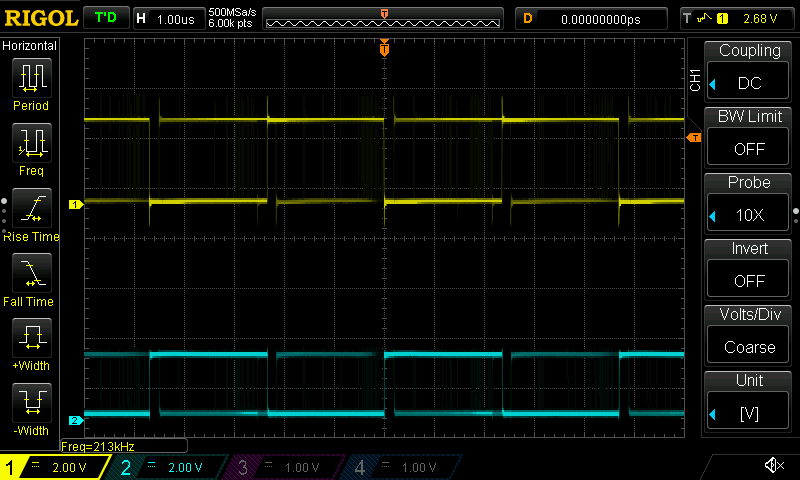 RIGOL T'D H 1.00us 500MSa/s 6.00k pts T D 0.00000000ps T 1 2.68 V
Horizontal
Period
Freq
Rise Time
Fall Time
+Width
-Width
T
1
2
T
CH1
Coupling
DC
BW Limit
OFF
Probe
10X
Invert
OFF
Volts/Div
Coarse
Unit
[V]
Freq=213kHz
1 = 2.00 V 2 = 2.00 V 3 = 1.00 V 4 = 1.00 V